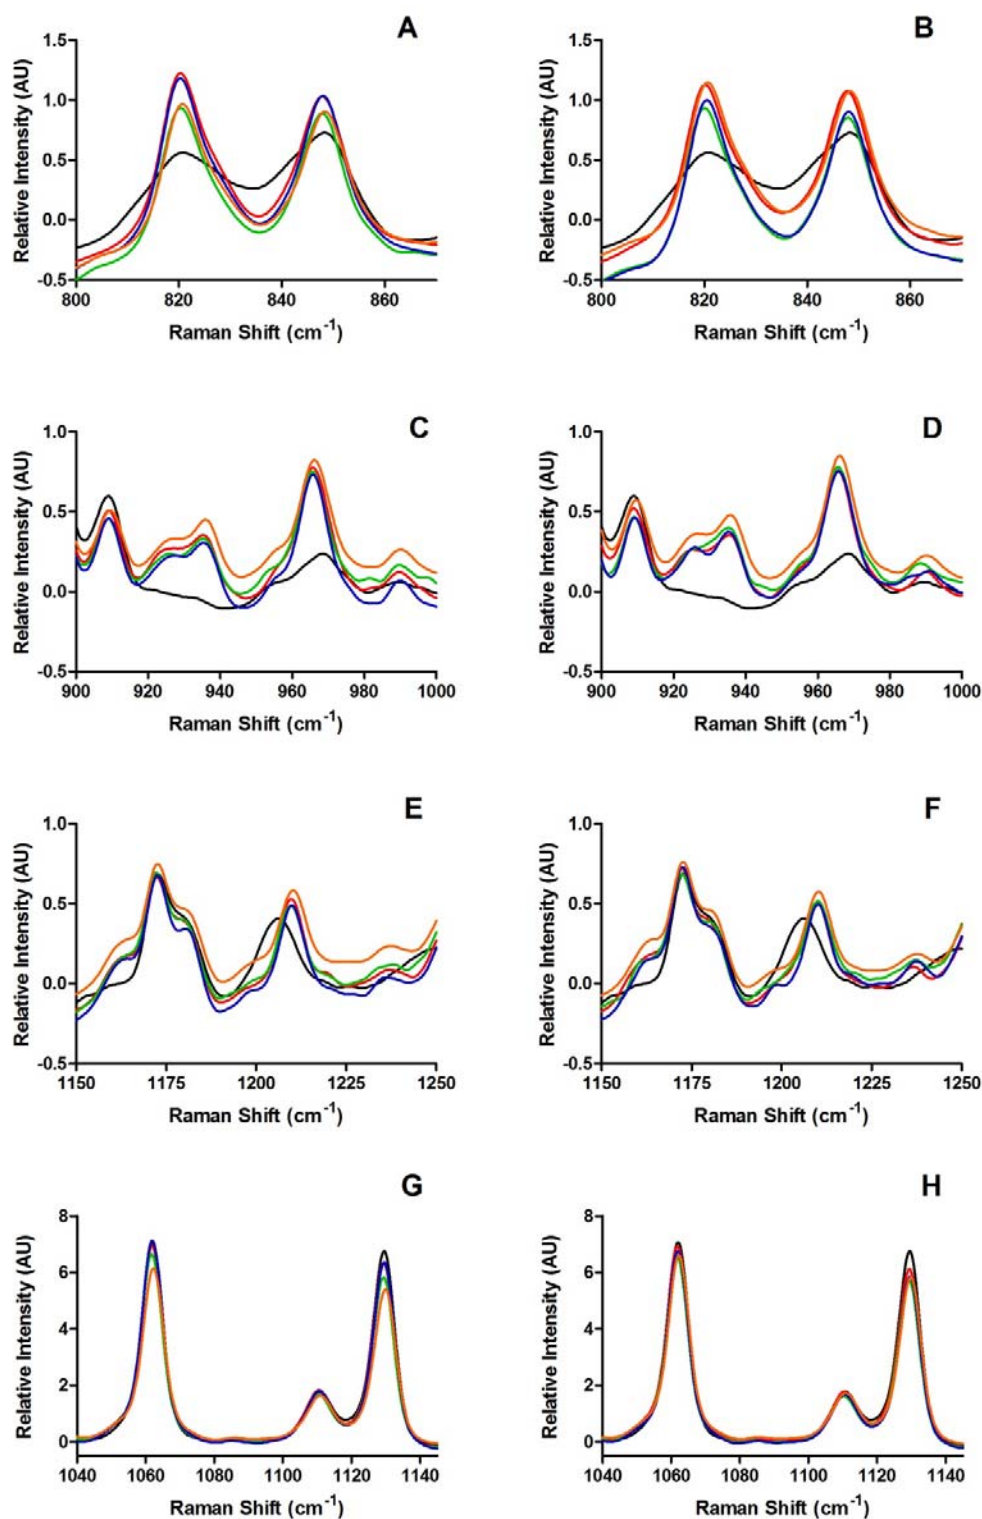 A
B
Relative Intensity (AU)
1.5
1.0
0.5
0.0
-0.5
800 820 840 860
Raman Shift (cm⁻¹)
Relative Intensity (AU)
1.5
1.0
0.5
0.0
-0.5
800 820 840 860
Raman Shift (cm⁻¹)
C
D
Relative Intensity (AU)
1.0
0.5
0.0
-0.5
900 920 940 960 980 1000
Raman Shift (cm⁻¹)
Relative Intensity (AU)
1.0
0.5
0.0
-0.5
900 920 940 960 980 1000
Raman Shift (cm⁻¹)
E
F
Relative Intensity (AU)
1.0
0.5
0.0
-0.5
1150 1175 1200 1225 1250
Raman Shift (cm⁻¹)
Relative Intensity (AU)
1.0
0.5
0.0
-0.5
1150 1175 1200 1225 1250
Raman Shift (cm⁻¹)
G
H
Relative Intensity (AU)
8
6
4
2
0
1040 1060 1080 1100 1120 1140
Raman Shift (cm⁻¹)
Relative Intensity (AU)
8
6
4
2
0
1040 1060 1080 1100 1120 1140
Raman Shift (cm⁻¹)